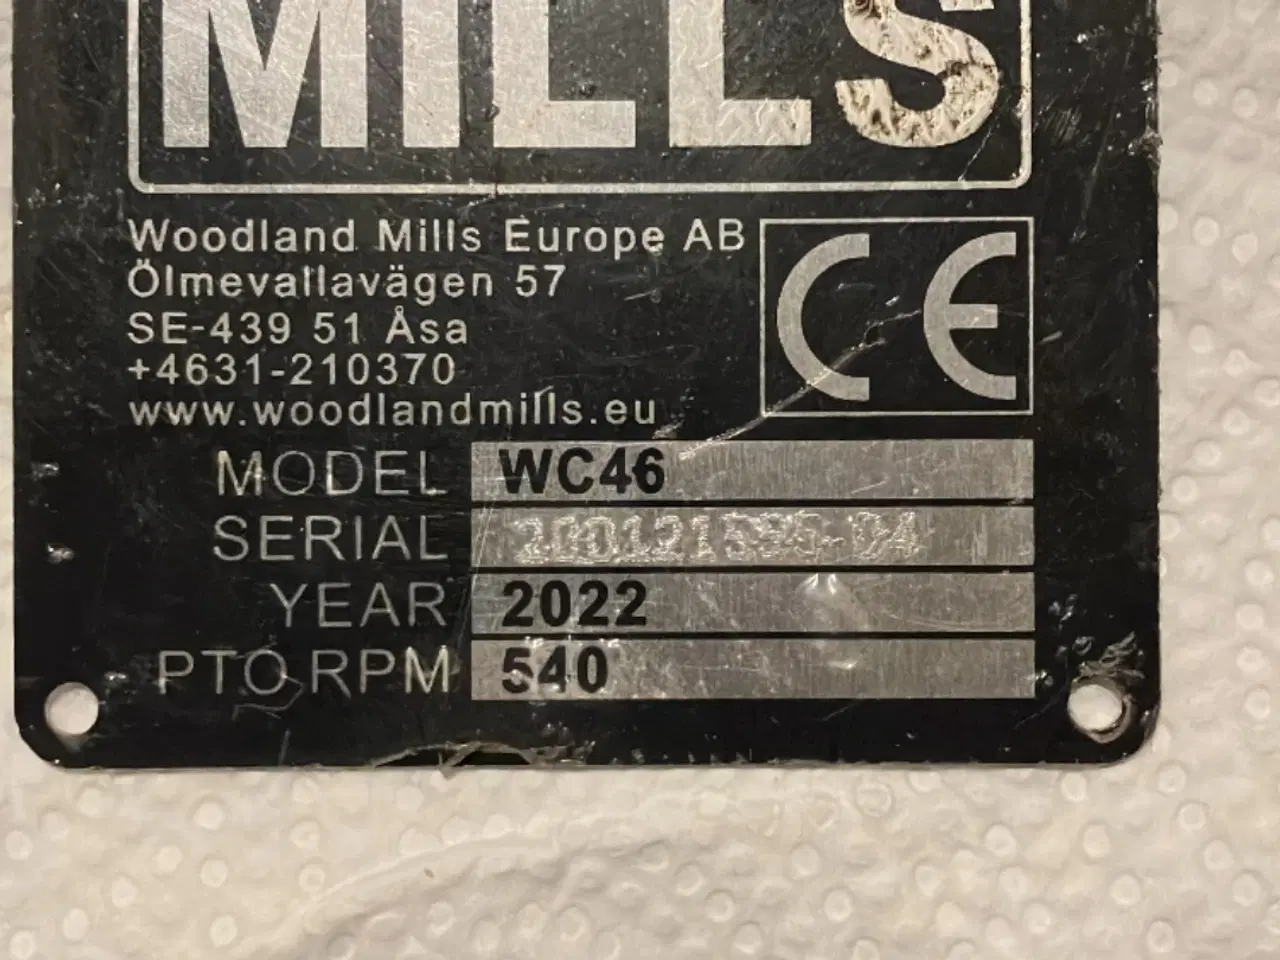 MILLS
Woodland Mills Europe AB
Ölmevallavägen 57
SE-439 51 Åsa
+4631-210370
www.woodlandmills.eu
CE
MODEL WC46
SERIAL
YEAR 2022
PTO RPM 540